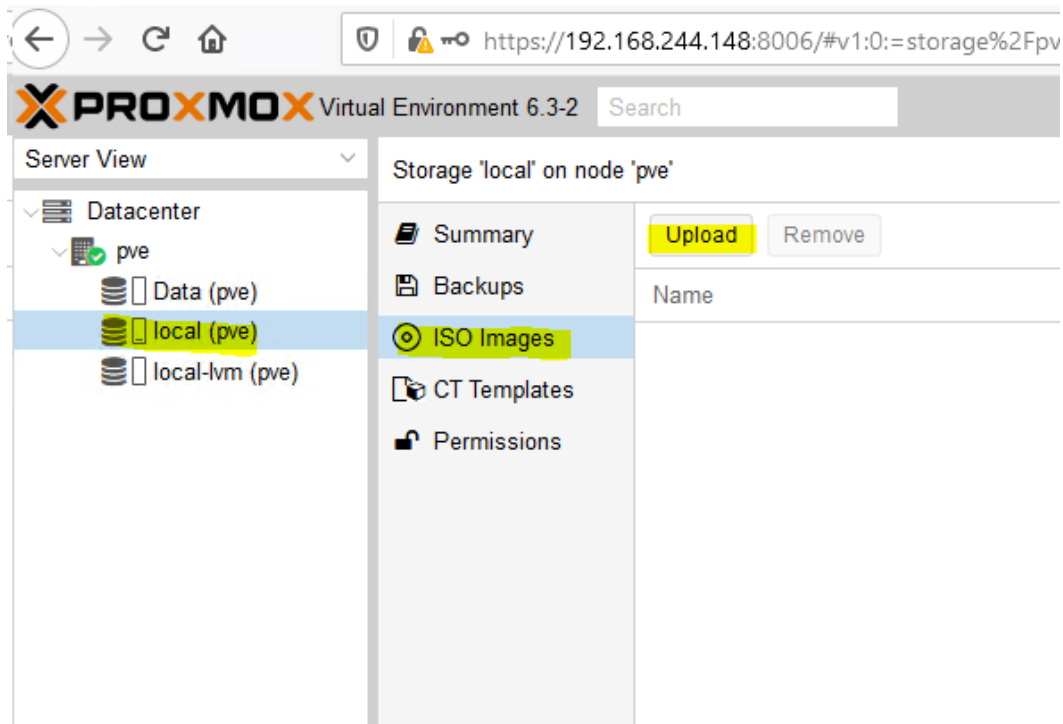 https://192.168.244.148:8006/#v1:0:=storage%2Fpv
PROXMOX Virtual Environment 6.3-2 Search
Server View
Storage 'local' on node 'pve'
Datacenter
pve
Data (pve)
local (pve)
local-lvm (pve)
Summary
Backups
ISO Images
CT Templates
Permissions
Upload Remove
Name